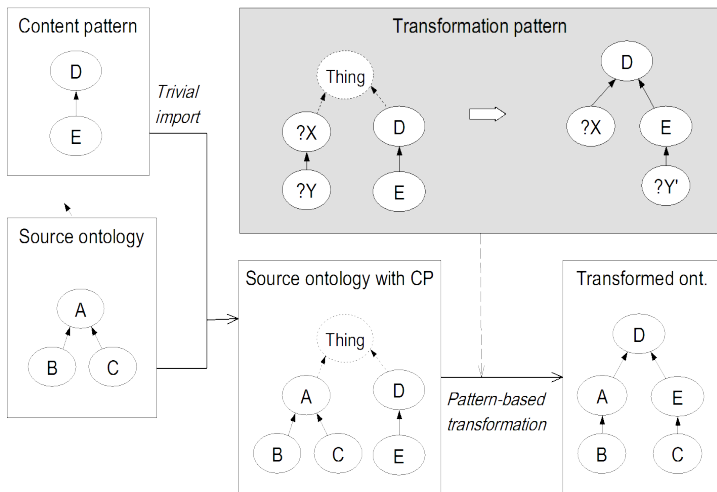 Content pattern
D
E
Trivial
import
Transformation pattern
Thing
?X
D
?Y
E
D
?X
E
?Y'
Source ontology
A
B
C
Source ontology with CP
Thing
A
D
B
C
E
Pattern-based
transformation
Transformed ont.
D
A
E
B
C